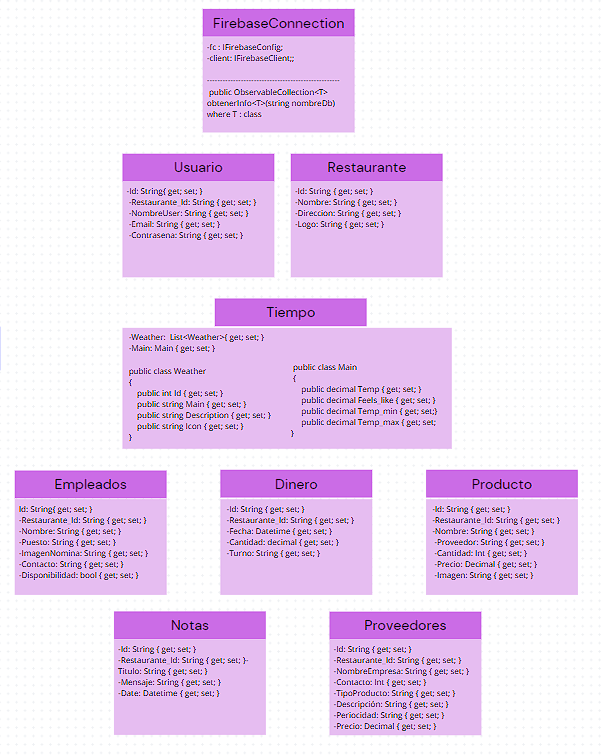 FirebaseConnection
-fc : IFirebaseConfig;
-client: IFirebaseClient;;
--------------------------------------------------
public ObservableCollection<T>
obtenerInfo<T>(string nombreDb)
where T : class
Usuario
-Id: String{ get; set; }
-Restaurante_Id: String { get; set; }
-NombreUser: String { get; set; }
-Email: String { get; set; }
-Contrasena: String { get; set; }
Restaurante
-Id: String { get; set; }
-Nombre: String { get; set; }
-Direccion: String { get; set; }
-Logo: String { get; set; }
Tiempo
-Weather:  List<Weather>{ get; set; }
-Main: Main { get; set; }
public class Weather
{
public int Id { get; set; }
public string Main { get; set; }
public string Description { get; set; }
public string Icon { get; set; }
}
public class Main
{
public decimal Temp { get; set; }
public decimal Feels_like { get; set; }
public decimal Temp_min { get; set;}
public decimal Temp_max { get; set;
}
Empleados
Id: String{ get; set; }
-Restaurante_Id: String { get; set; }
-Nombre: String { get; set; }
-Puesto: String { get; set; }
-ImagenNomina: String { get; set; }
-Contacto: String { get; set; }
-Disponibilidad: bool { get; set; }
Dinero
-Id: String{ get; set; }
-Restaurante_Id: String { get; set; }
-Fecha: Datetime { get; set; }
-Cantidad: decimal { get; set; }
-Turno: String { get; set; }
Producto
-Id: String{ get; set; }
-Restaurante_Id: String { get; set; }
-Nombre: String { get; set; }
-Proveedor: String { get; set; }
-Cantidad: Int { get; set; }
-Precio: Decimal { get; set; }
-Imagen: String { get; set; }
Notas
-Id: String { get; set; }
-Restaurante_Id: String { get; set; }-
Titulo: String { get; set; }
-Mensaje: String { get; set; }
-Date: Datetime { get; set; }
Proveedores
-Id: String { get; set; }
-Restaurante_Id: String { get; set; }
-NombreEmpresa: String { get; set; }
-Contacto: Int { get; set; }
-TipoProducto: String { get; set; }
-Descripción: String { get; set; }
-Periocidad: String { get; set; }
-Precio: Decimal { get; set; }